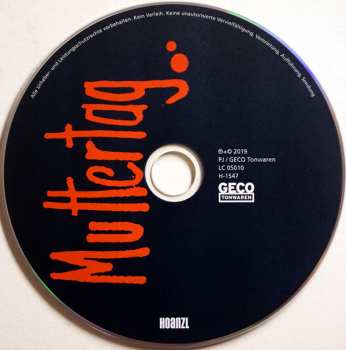 Alle Urheber- und Leistungsschutzrechte vorbehalten. Kein Verleih. Keine unautorisierte Vervielfältigung, Vermietung, Aufführung, Sendung.
Muttertag
℗+© 2019
PJ / GECO Tonwaren
LC 05010
H-1547
GECO
TONWAREN
HOANZL